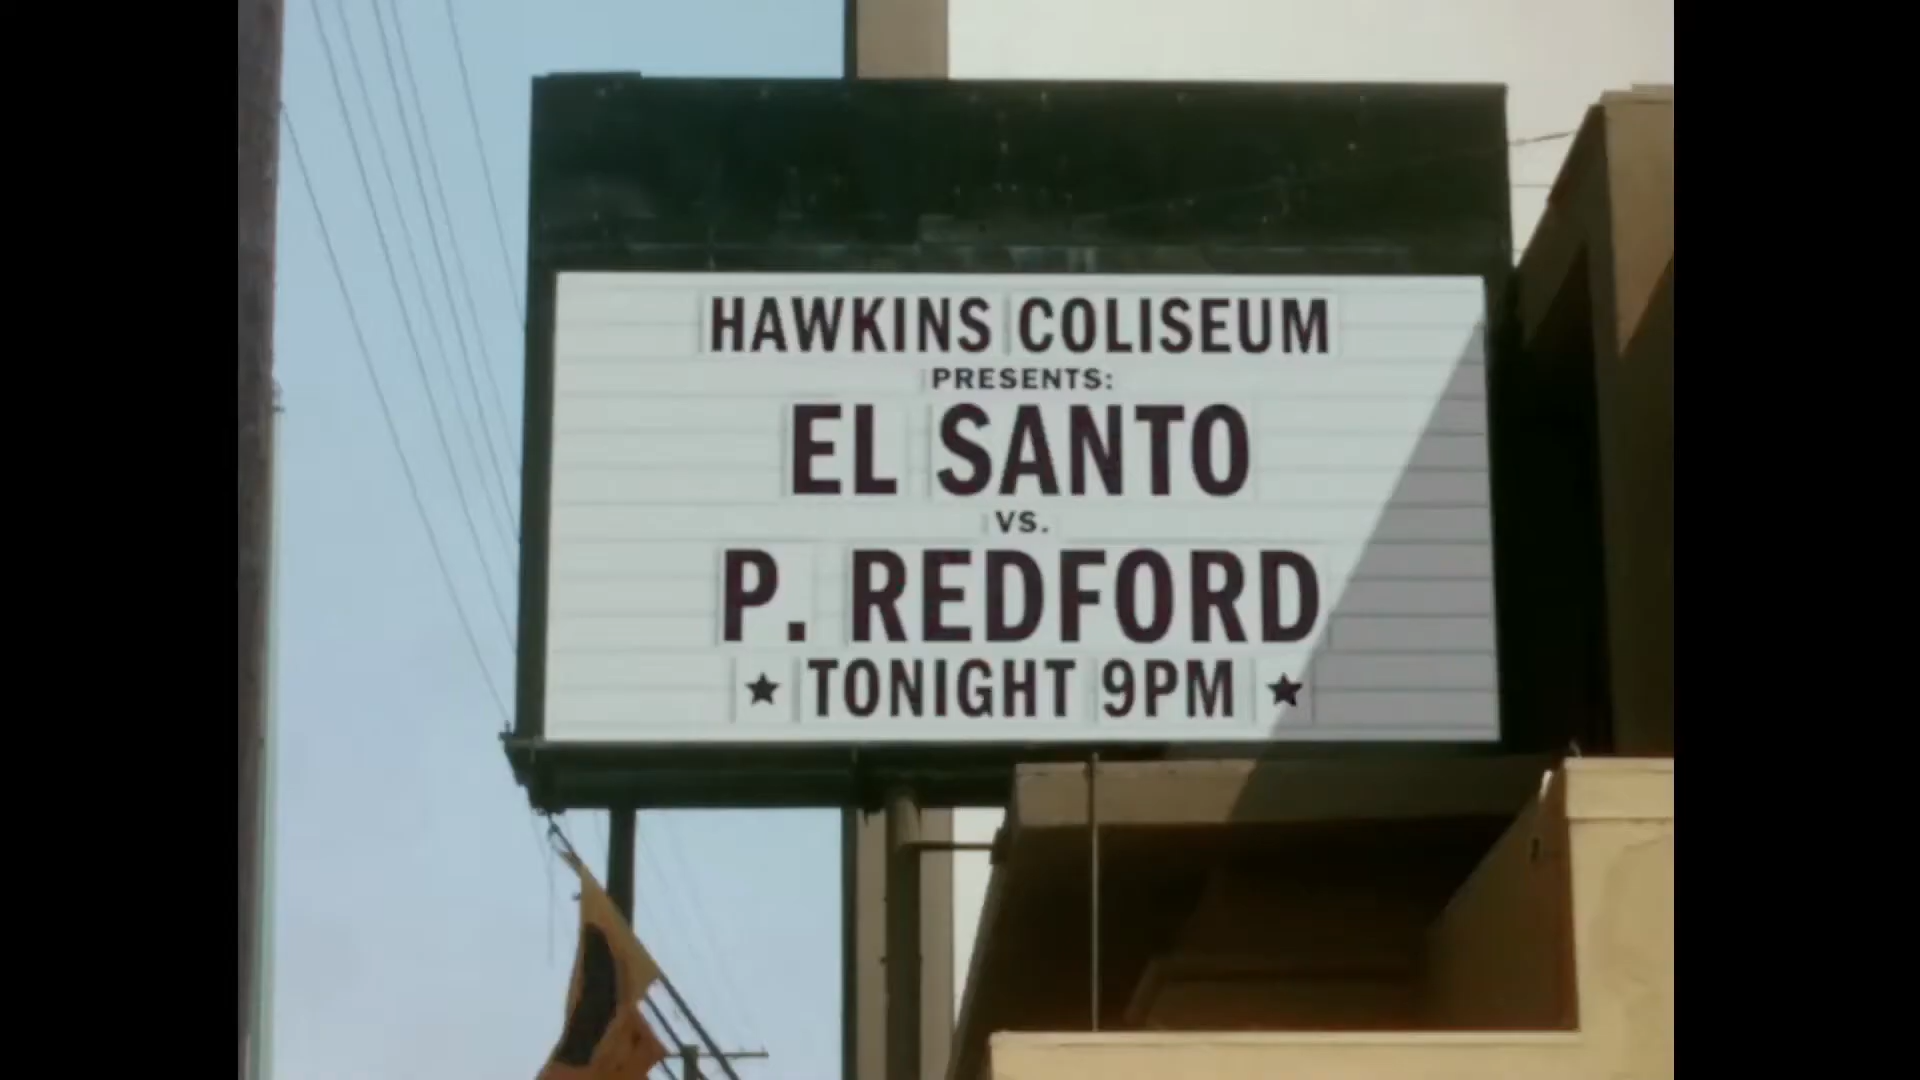 HAWKINS COLISEUM
PRESENTS:
EL SANTO
VS.
P. REDFORD
★ TONIGHT 9PM ★